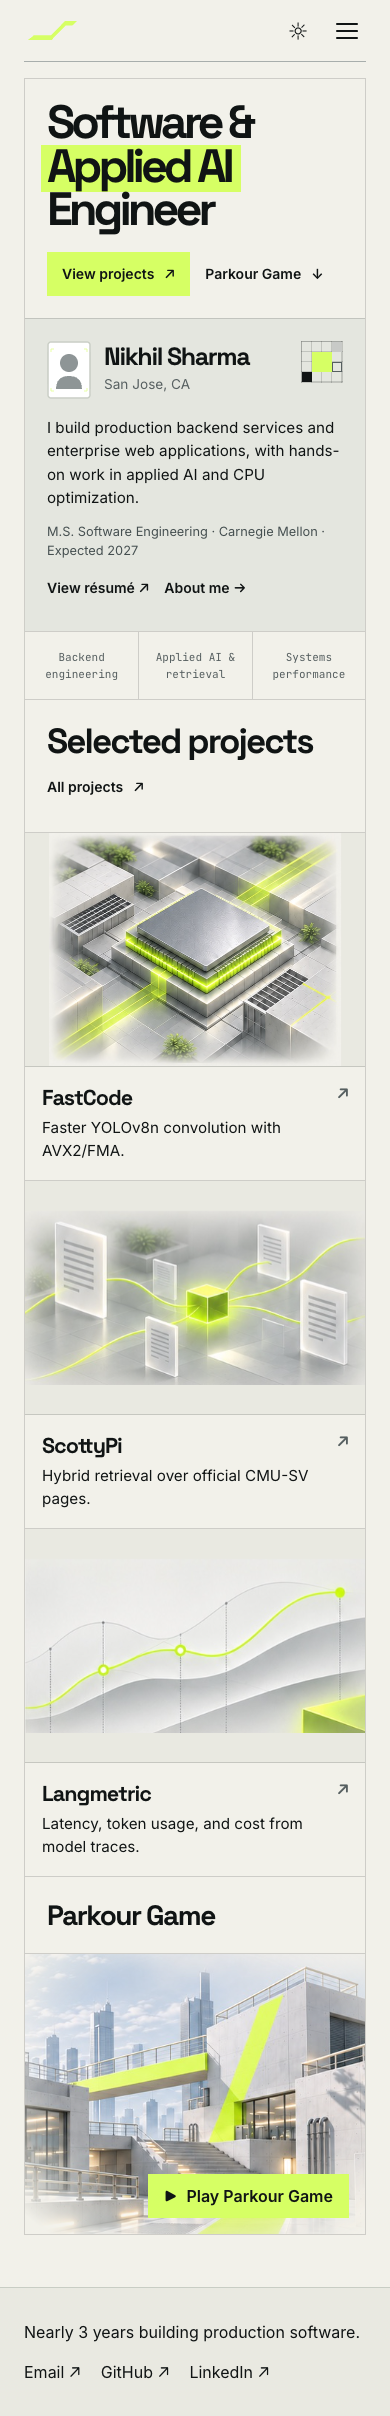 Software &
Applied AI
Engineer
View projects ↗ Parkour Game ↓
Nikhil Sharma
San Jose, CA
I build production backend services and
enterprise web applications, with hands-
on work in applied AI and CPU
optimization.
M.S. Software Engineering · Carnegie Mellon ·
Expected 2027
View résumé ↗ About me →
Backend
engineering
Applied AI &
retrieval
Systems
performance
Selected projects
All projects ↗
FastCode ↗
Faster YOLOv8n convolution with
AVX2/FMA.
ScottyPi ↗
Hybrid retrieval over official CMU-SV
pages.
Langmetric ↗
Latency, token usage, and cost from
model traces.
Parkour Game
▶ Play Parkour Game
Nearly 3 years building production software.
Email ↗ GitHub ↗ LinkedIn ↗